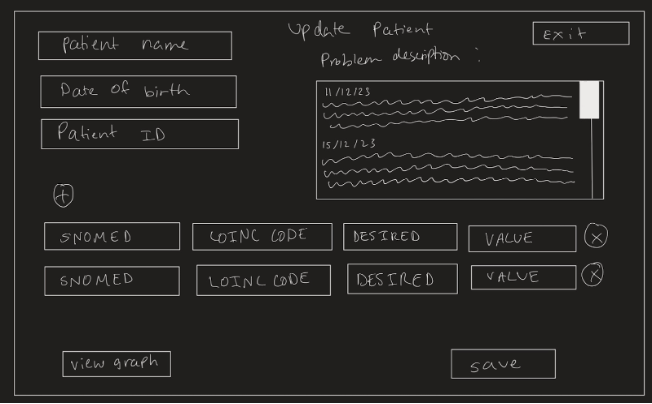 Update Patient
Exit
Patient name
Problem description :
Date of birth
11/12/23
Patient ID
15/12/23
+
SNOMED LOINC CODE DESIRED VALUE X
SNOMED LOINC CODE DESIRED VALUE X
view graph
save